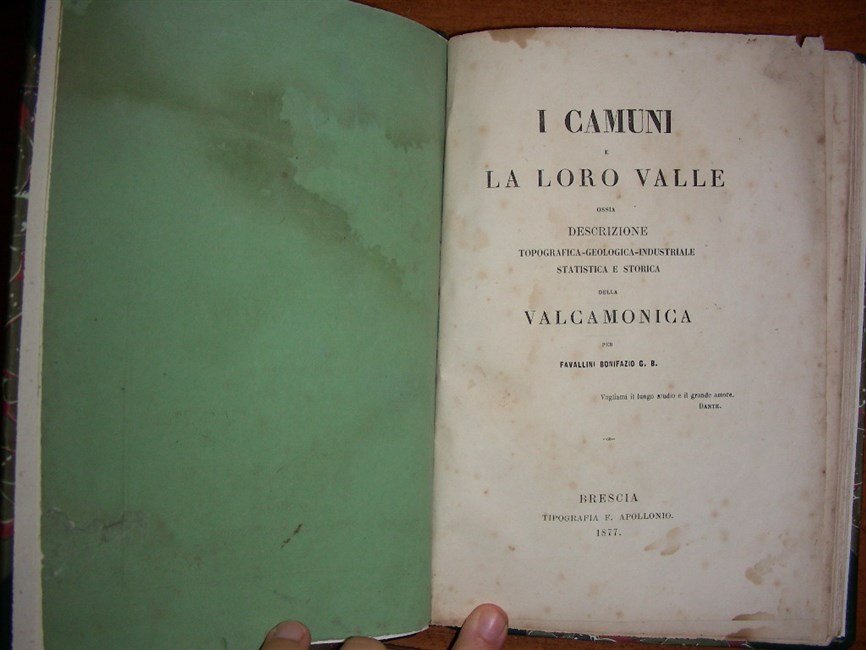 I CAMUNI
E
LA LORO VALLE
OSSIA
DESCRIZIONE
TOPOGRAFICA-GEOLOGICA-INDUSTRIALE
STATISTICA E STORICA
DELLA
VALCAMONICA
PER
FAVALLINI BONIFAZIO G. B.
Vagliami il lungo studio e il grande amore.
DANTE.
BRESCIA
TIPOGRAFIA F. APOLLONIO.
1877.